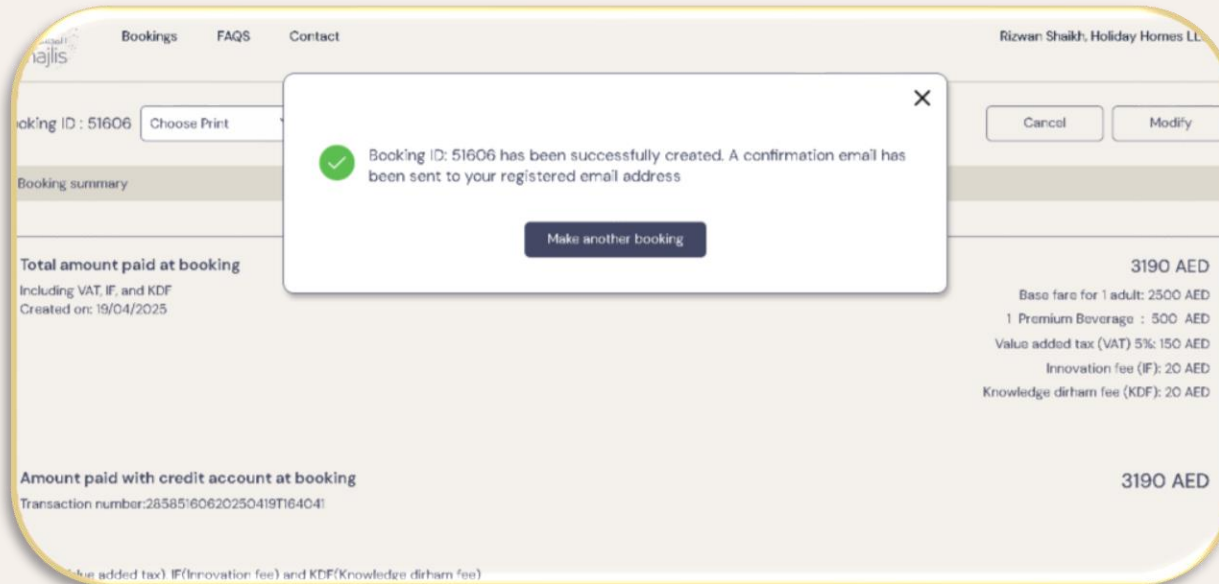 Bookings FAQS Contact Rizwan Shaikh, Holiday Homes
ajlis
ooking ID : 51606 Choose Print Cancel Modify
Booking ID: 51606 has been successfully created. A confirmation email has
been sent to your registered email address
Booking summary
Make another booking
Total amount paid at booking 3190 AED
Including VAT, IF, and KDF
Base fare for 1 adult: 2500 AED
Created on: 19/04/2025
1 Premium Beverage : 500 AED
Value added tax (VAT) 5%: 150 AED
Innovation fee (IF): 20 AED
Knowledge dirham fee (KDF): 20 AED
Amount paid with credit account at booking 3190 AED
Transaction number:28585160620250419T164041
added tax), IF(Innovation fee) and KDF(Knowledge dirham fee)